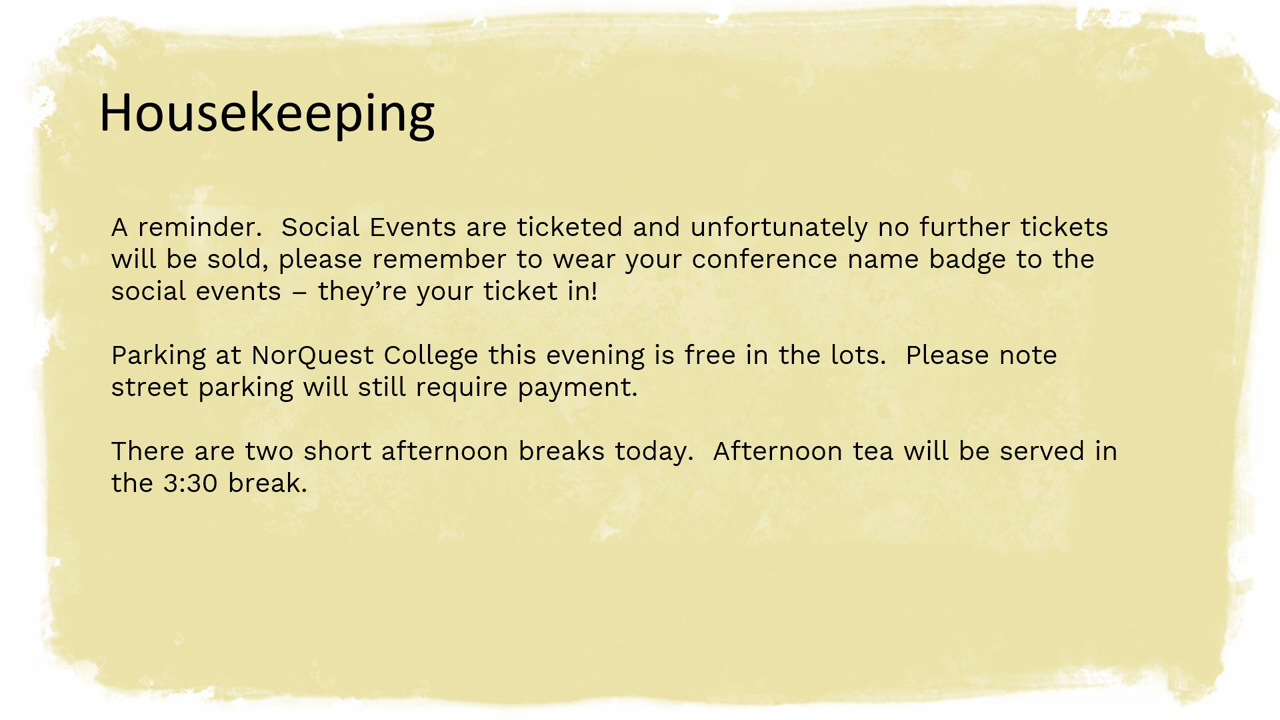 Housekeeping
A reminder.  Social Events are ticketed and unfortunately no further tickets
will be sold, please remember to wear your conference name badge to the
social events – they’re your ticket in!
Parking at NorQuest College this evening is free in the lots.  Please note
street parking will still require payment.
There are two short afternoon breaks today.  Afternoon tea will be served in
the 3:30 break.